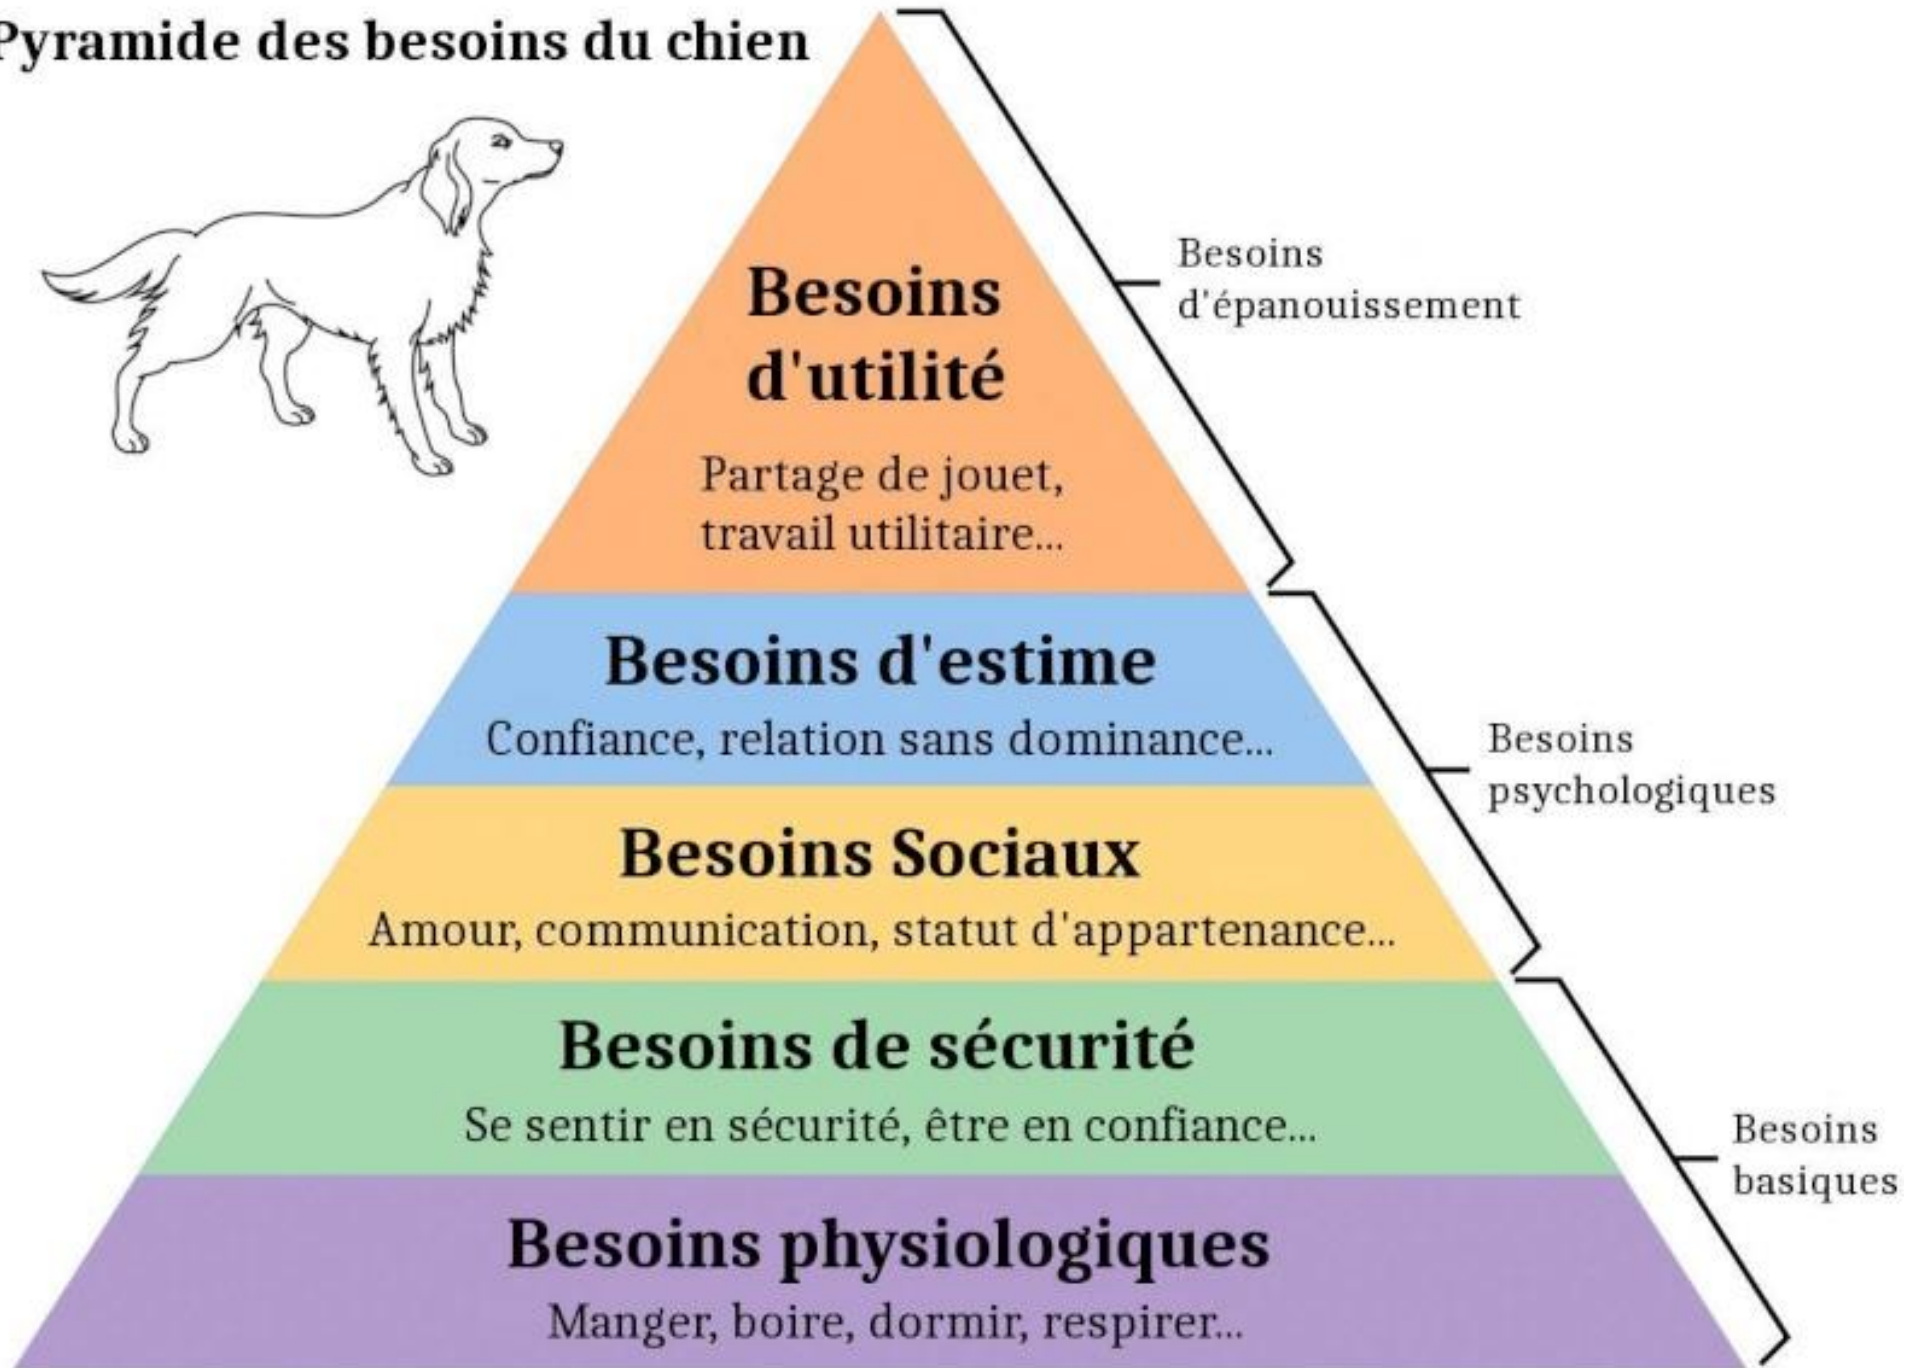 Pyramide des besoins du chien
Besoins
d'utilité
Partage de jouet,
travail utilitaire...
Besoins
d'épanouissement
Besoins d'estime
Confiance, relation sans dominance...
Besoins
psychologiques
Besoins Sociaux
Amour, communication, statut d'appartenance...
Besoins de sécurité
Se sentir en sécurité, être en confiance...
Besoins
basiques
Besoins physiologiques
Manger, boire, dormir, respirer...